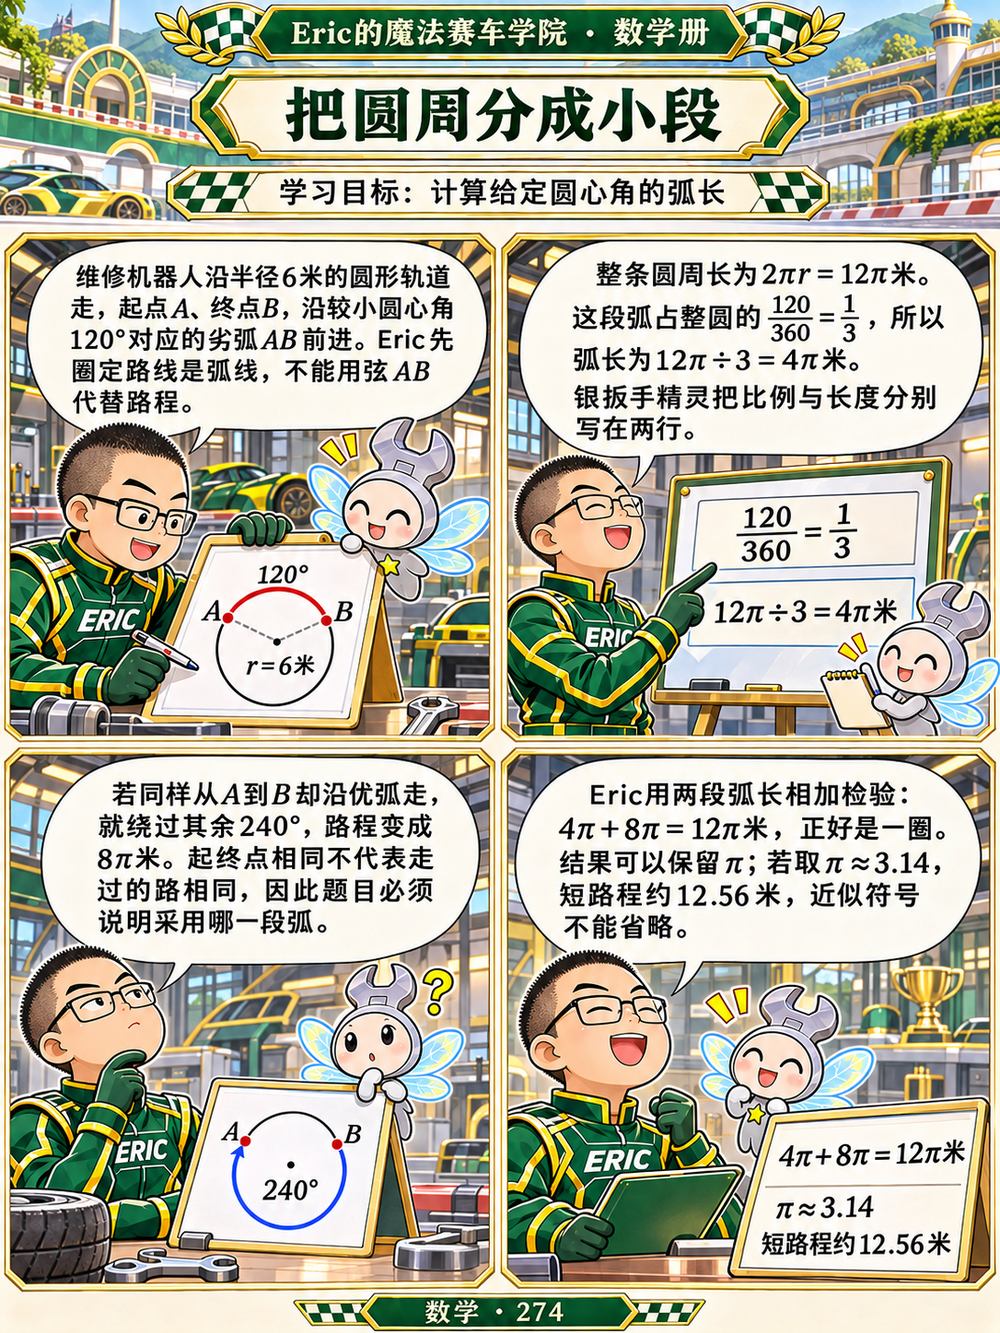 Eric的魔法赛车学院 · 数学册
把圆周分成小段
学习目标：计算给定圆心角的弧长
维修机器人沿半径6米的圆形轨道
走，起点A、终点B，沿较小圆心角
120°对应的劣弧AB前进。Eric先
圈定路线是弧线，不能用弦AB
代替路程。
120°
A
B
r=6米
ERIC
整条圆周长为2πr=12π米。
这段弧占整圆的120/360=1/3，所以
弧长为12π÷3=4π米。
银扳手精灵把比例与长度分别
写在两行。
120/360=1/3
12π÷3=4π米
ERIC
若同样从A到B却沿优弧走，
就绕过其余240°，路程变成
8π米。起终点相同不代表走
过的路相同，因此题目必须
说明采用哪一段弧。
?
A
B
240°
ERIC
Eric用两段弧长相加检验：
4π+8π=12π米，正好是一圈。
结果可以保留π；若取π≈3.14，
短路程约12.56米，近似符号
不能省略。
ERIC
4π+8π=12π米
π≈3.14
短路程约12.56米
数学 · 274